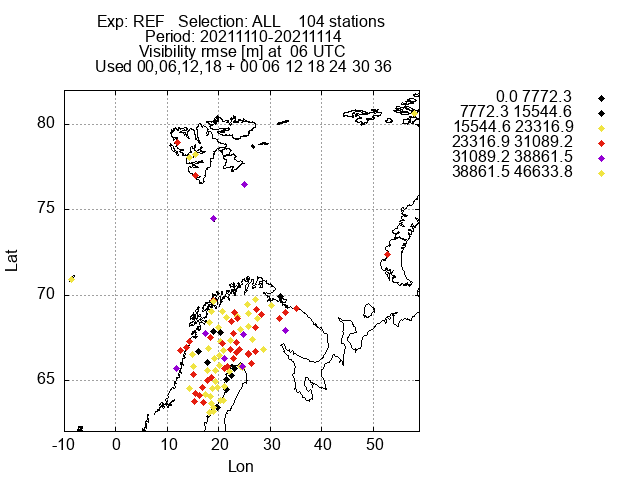 Exp: REF Selection: ALL 104 stations
Period: 20211110-20211114
Visibility rmse [m] at 06 UTC
Used 00,06,12,18 + 00 06 12 18 24 30 36
0.0 7772.3
7772.3 15544.6
15544.6 23316.9
23316.9 31089.2
31089.2 38861.5
38861.5 46633.8
80
75
70
65
Lat
-10 0 10 20 30 40 50
Lon